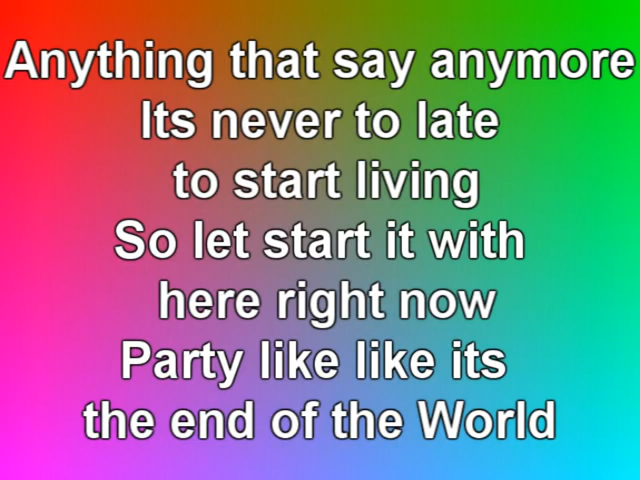 Anything that say anymore
Its never to late
to start living
So let start it with
here right now
Party like like its
the end of the World